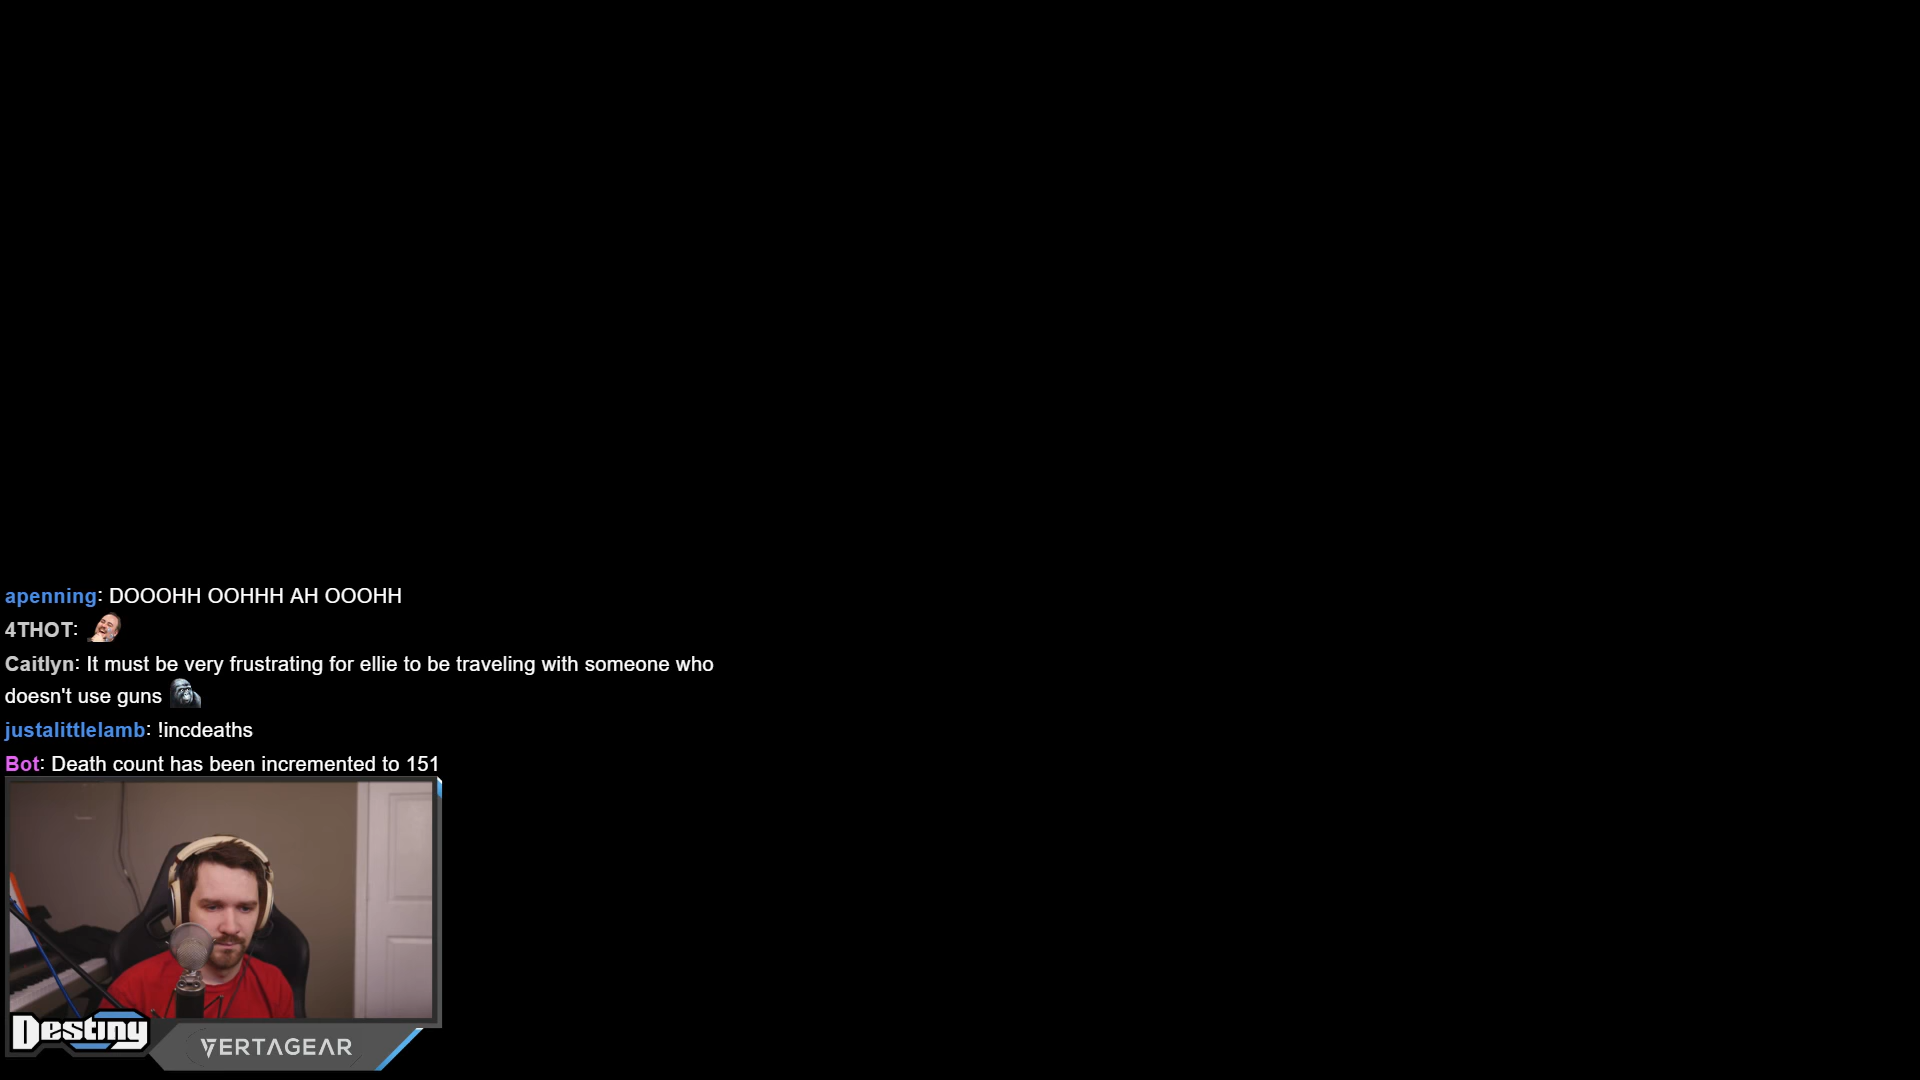 apenning: DOOOHH OOHHH AH OOOHH
4THOT:
Caitlyn: It must be very frustrating for ellie to be traveling with someone who
doesn't use guns
justalittlelamb: !incdeaths
Bot: Death count has been incremented to 151
Destiny
VERTAGEAR